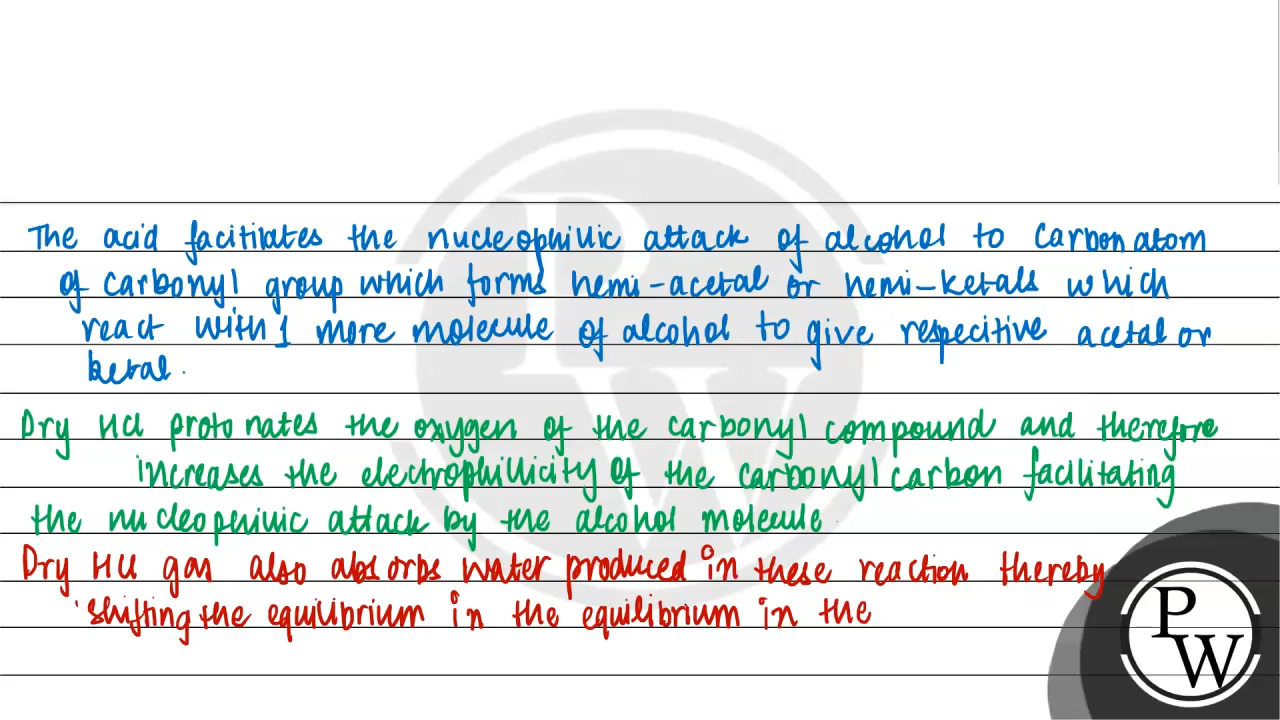 The acid facitilates the nucleophilic attack of alcohol to carbon atom
of carbonyl group which forms hemi-acetal or hemi-ketals which
react with 1 more molecule of alcohol to give respecitive acetal or
ketal.
Dry HCl protonates the oxygen of the carbonyl compound and therefore
increases the electrophillicity of the carbonyl carbon facilitating
the nucleophilic attack by the alcohol molecule
Dry HCl gas also absorbs water produced in these reaction thereby
shifting the equilibrium in the equilibrium in the
P
W
P
W